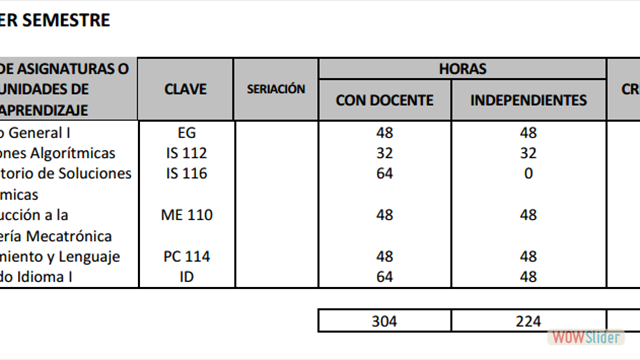 ER SEMESTRE
HORAS
DE ASIGNATURAS O
UNIDADES DE
APRENDIZAJE
CLAVE
SERIACIÓN
CR
CON DOCENTE INDEPENDIENTES
o General I EG 48 48
ones Algorítmicas IS 112 32 32
torio de Soluciones IS 116 64 0
micas
ucción a la ME 110 48 48
ería Mecatrónica
miento y Lenguaje PC 114 48 48
do Idioma I ID 64 48
304 224
WOWSlider